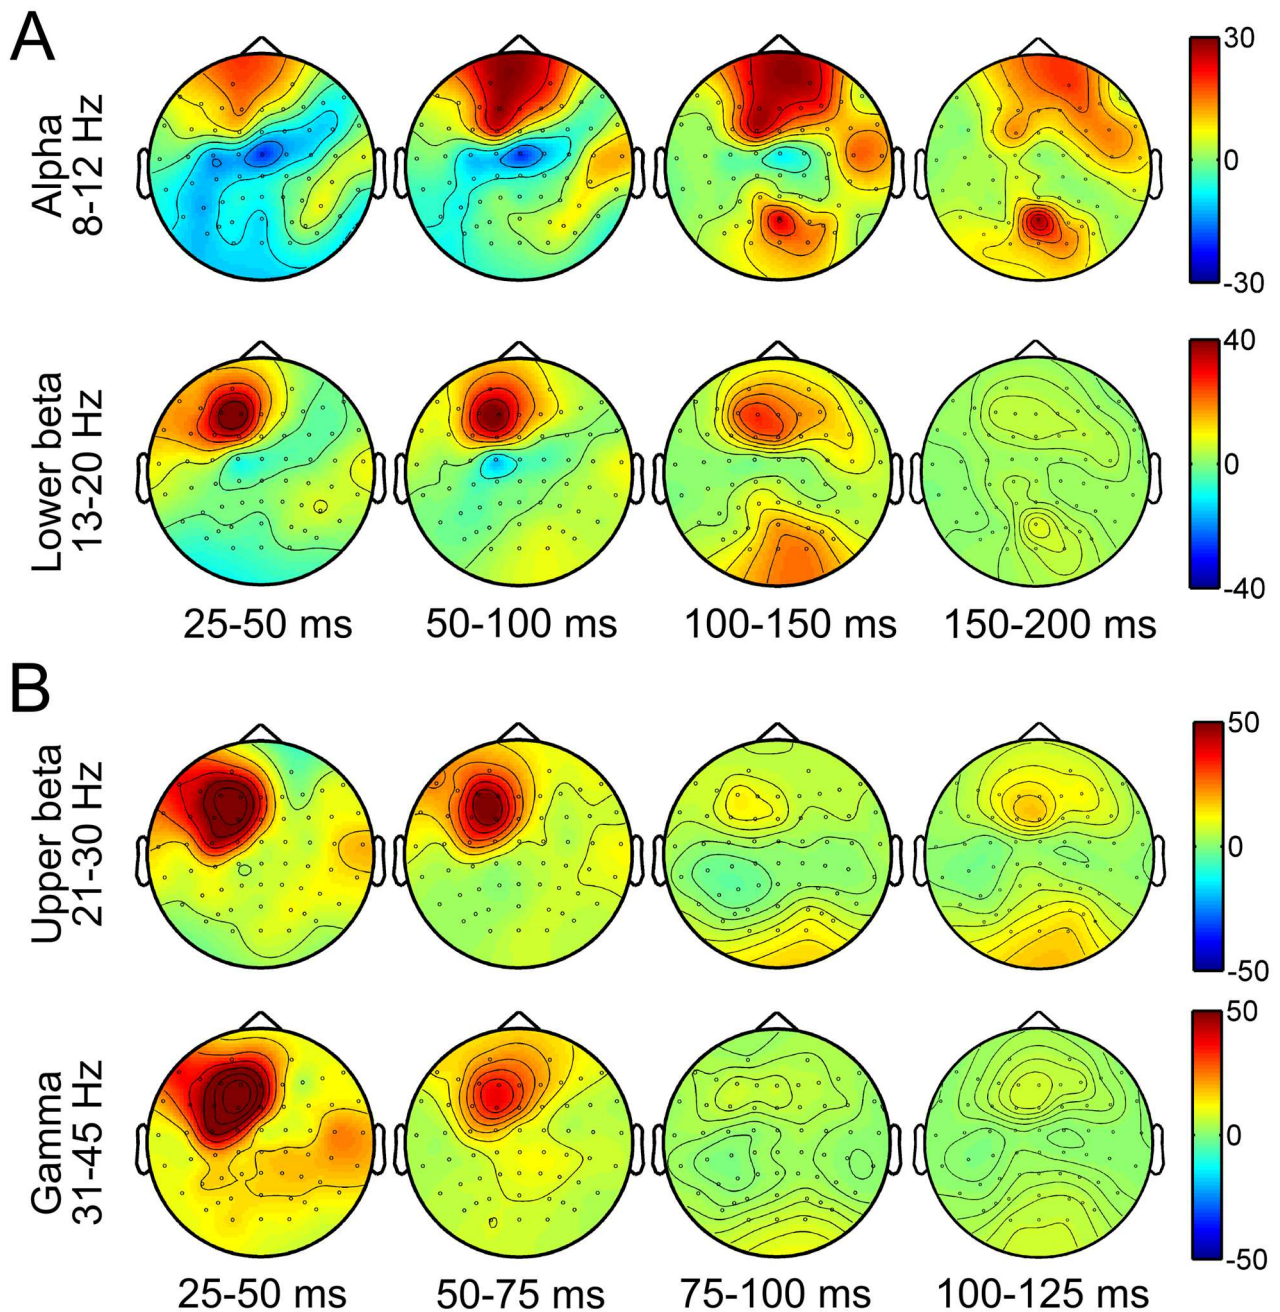 A
Alpha
8-12 Hz
30
0
-30
Lower beta
13-20 Hz
40
0
-40
25-50 ms
50-100 ms
100-150 ms
150-200 ms
B
Upper beta
21-30 Hz
50
0
-50
Gamma
31-45 Hz
50
0
-50
25-50 ms
50-75 ms
75-100 ms
100-125 ms